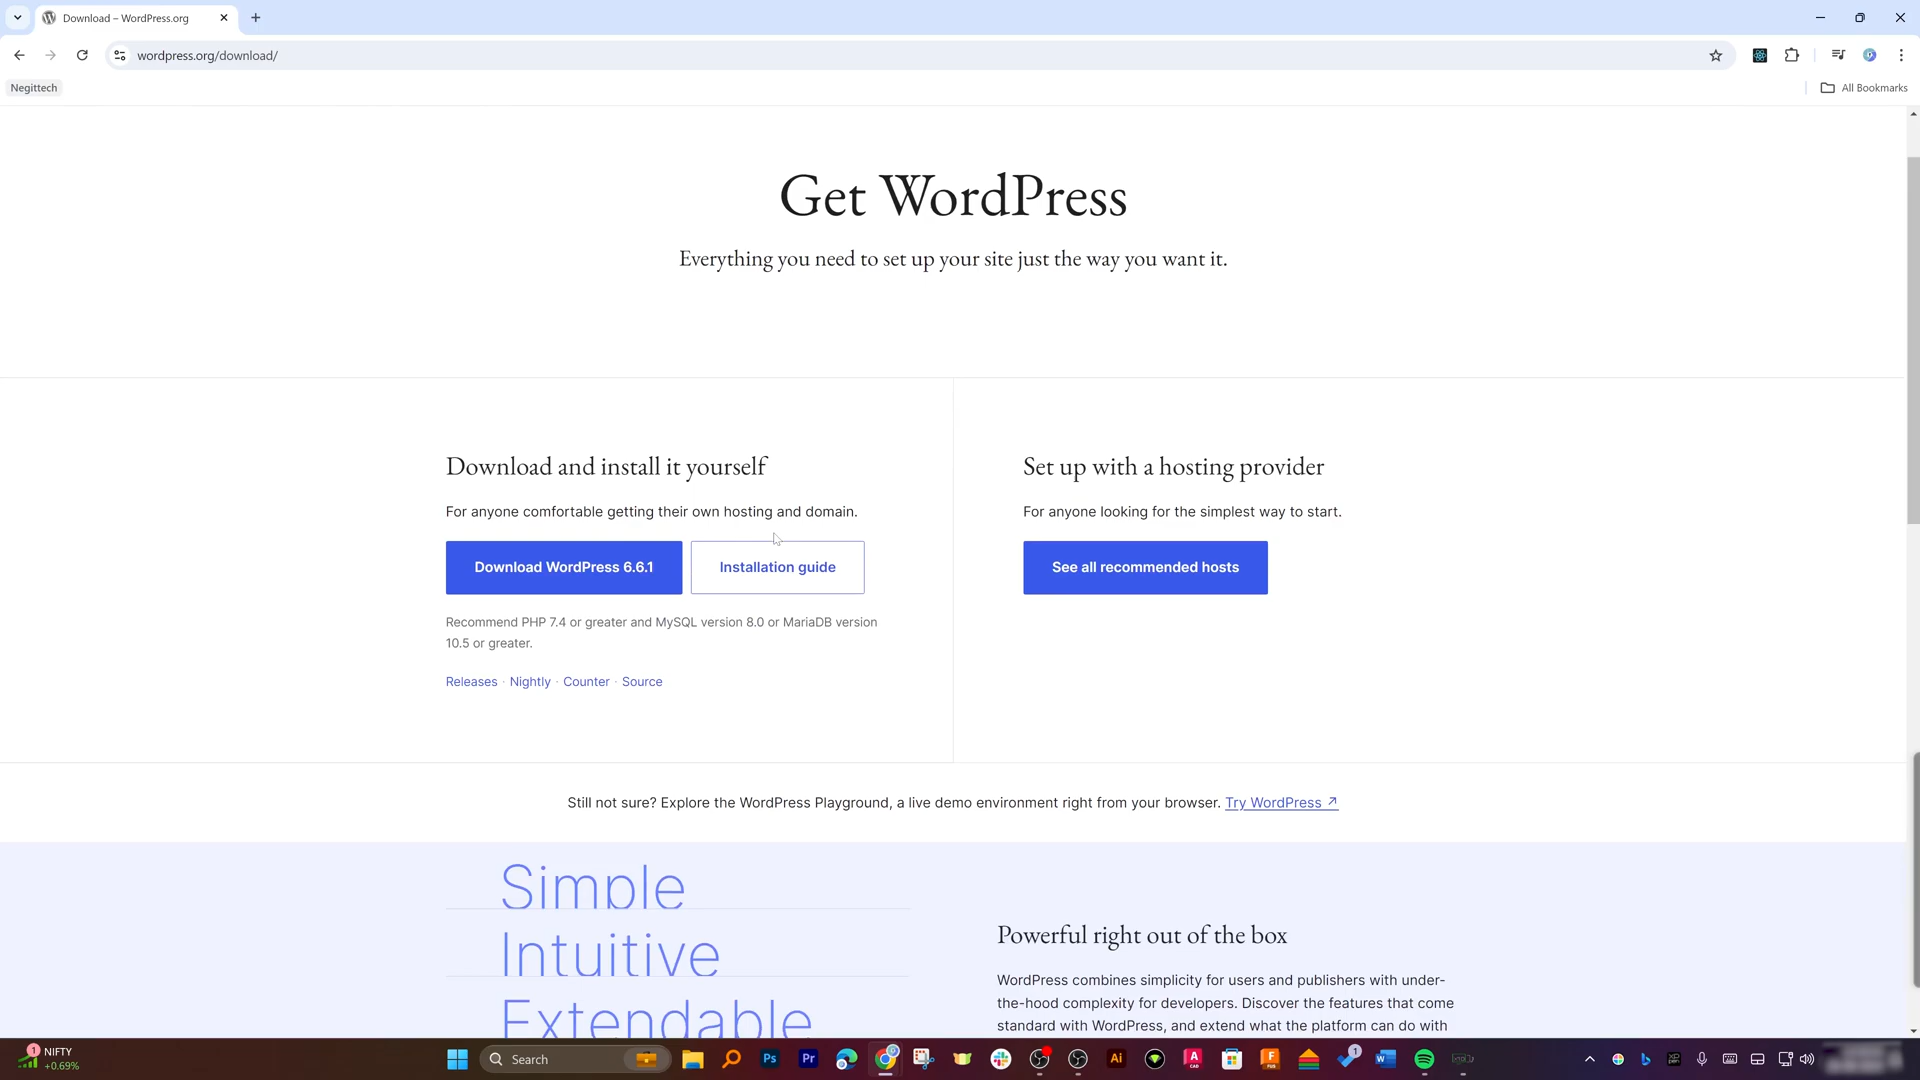 Download – WordPress.org
wordpress.org/download/
Negittech
All Bookmarks
Get WordPress
Everything you need to set up your site just the way you want it.
Download and install it yourself
For anyone comfortable getting their own hosting and domain.
Download WordPress 6.6.1
Installation guide
Recommend PHP 7.4 or greater and MySQL version 8.0 or MariaDB version
10.5 or greater.
Releases · Nightly · Counter · Source
Set up with a hosting provider
For anyone looking for the simplest way to start.
See all recommended hosts
Still not sure? Explore the WordPress Playground, a live demo environment right from your browser. Try WordPress ↗
Simple
Intuitive
Extendable
Powerful right out of the box
WordPress combines simplicity for users and publishers with under-
the-hood complexity for developers. Discover the features that come
standard with WordPress, and extend what the platform can do with
1
NIFTY
+0.69%
Search
Ps
Pr
Ai
A
CAD
F
FUS
1
W